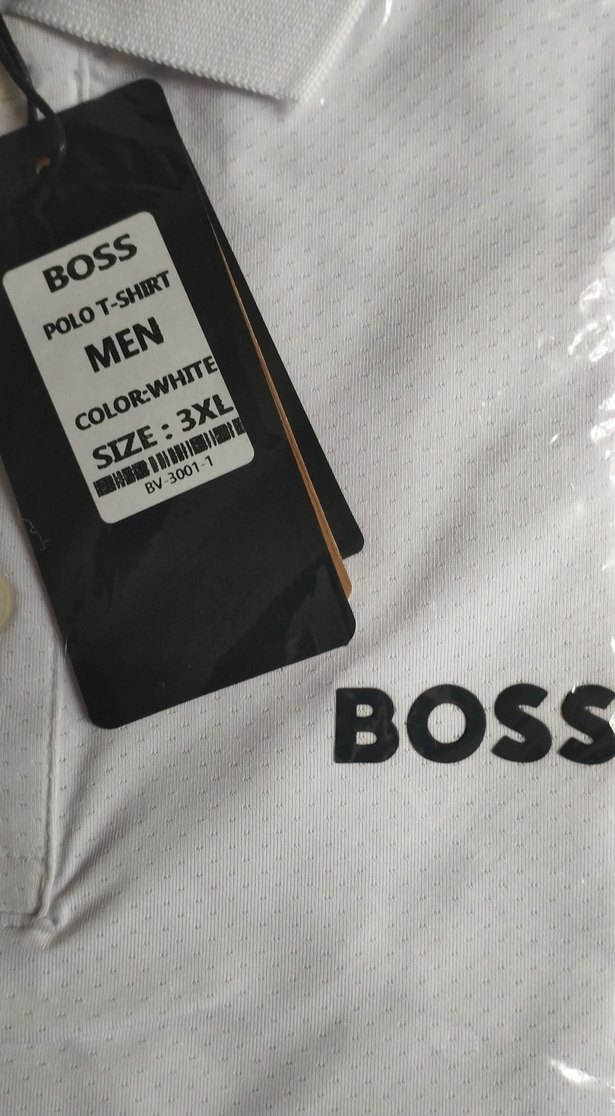 BOSS
POLO T-SHIRT
MEN
COLOR:WHITE
SIZE : 3XL
BV-3001-1
BOSS